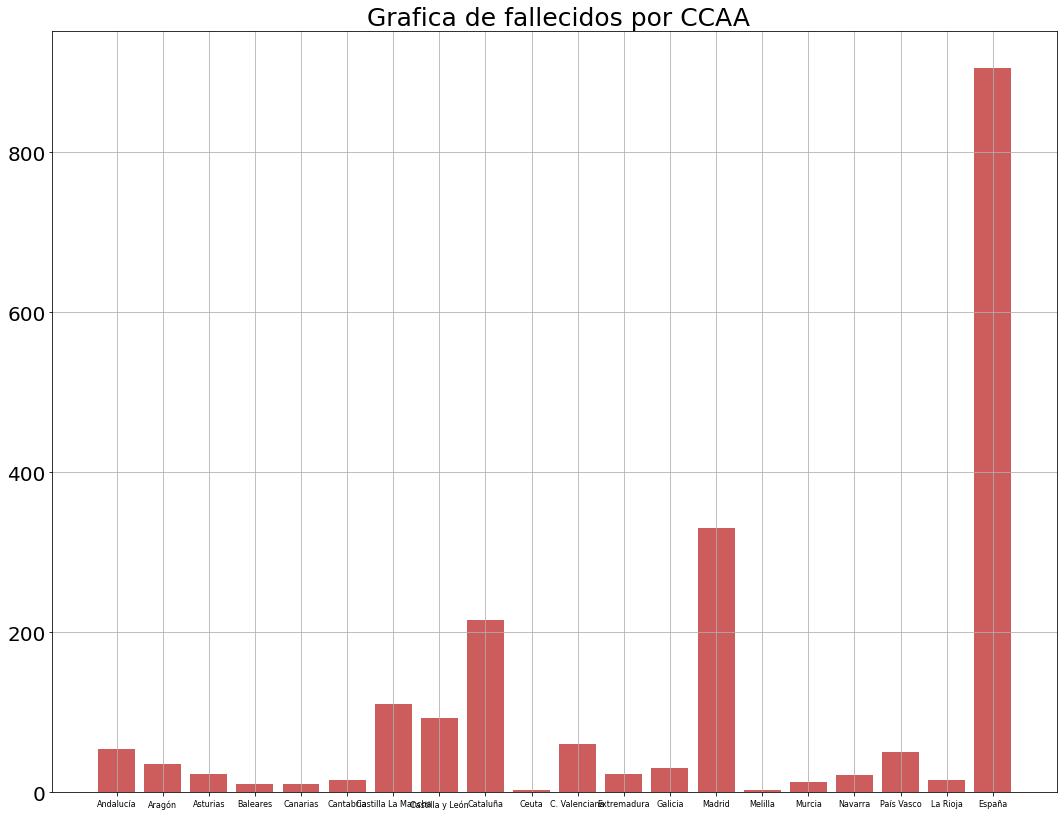 Grafica de fallecidos por CCAA
800
600
400
200
0
Andalucía Aragón Asturias Baleares Canarias Cantabria Castilla La Mancha Castilla y León Cataluña Ceuta C. Valenciana Extremadura Galicia Madrid Melilla Murcia Navarra País Vasco La Rioja España